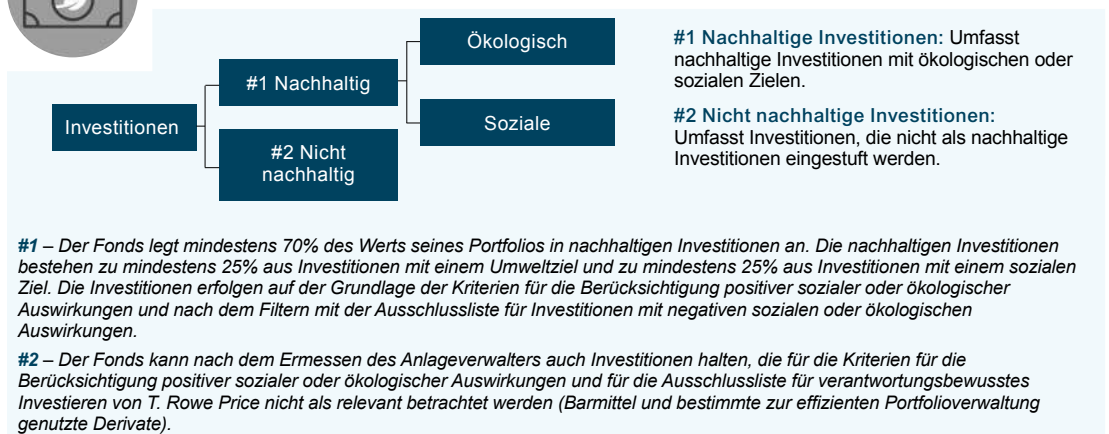 Investitionen
#1 Nachhaltig
#2 Nicht
nachhaltig
Ökologisch
Soziale
#1 Nachhaltige Investitionen: Umfasst
nachhaltige Investitionen mit ökologischen oder
sozialen Zielen.
#2 Nicht nachhaltige Investitionen:
Umfasst Investitionen, die nicht als nachhaltige
Investitionen eingestuft werden.
#1 – Der Fonds legt mindestens 70% des Werts seines Portfolios in nachhaltigen Investitionen an. Die nachhaltigen Investitionen
bestehen zu mindestens 25% aus Investitionen mit einem Umweltziel und zu mindestens 25% aus Investitionen mit einem sozialen
Ziel. Die Investitionen erfolgen auf der Grundlage der Kriterien für die Berücksichtigung positiver sozialer oder ökologischer
Auswirkungen und nach dem Filtern mit der Ausschlussliste für Investitionen mit negativen sozialen oder ökologischen
Auswirkungen.
#2 – Der Fonds kann nach dem Ermessen des Anlageverwalters auch Investitionen halten, die für die Kriterien für die
Berücksichtigung positiver sozialer oder ökologischer Auswirkungen und für die Ausschlussliste für verantwortungsbewusstes
Investieren von T. Rowe Price nicht als relevant betrachtet werden (Barmittel und bestimmte zur effizienten Portfolioverwaltung
genutzte Derivate).